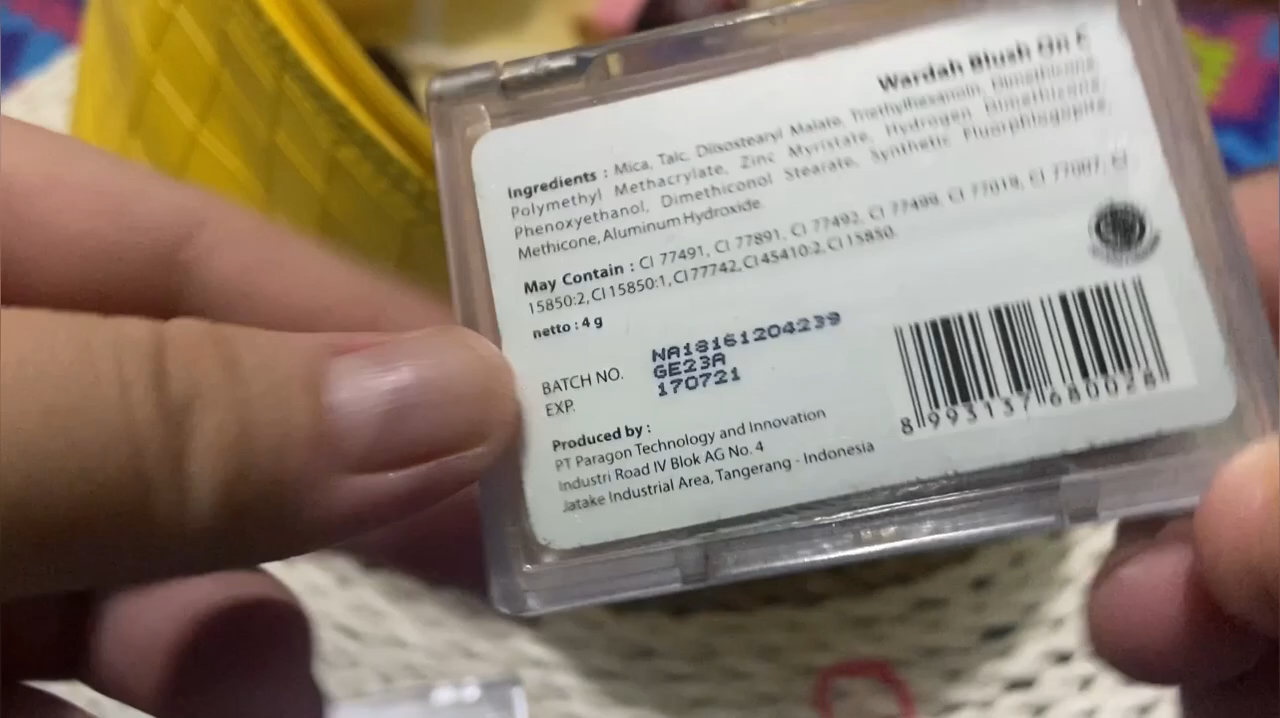 Wardah Blush On E
Ingredients : Mica, Talc, Diisostearyl Malate, Triethylhexanoin, Dimethicone,
Polymethyl Methacrylate, Zinc Myristate, Hydrogen Dimethicone,
Phenoxyethanol, Dimethiconol Stearate, Synthetic Fluorphlogopite,
Methicone, Aluminum Hydroxide.
May Contain : CI 77491, CI 77891, CI 77492, CI 77499, CI 77019, CI 77007, CI
15850:2, CI 15850:1, CI 77742, CI 45410:2, CI 15850.
netto : 4 g
NA18161204239
BATCH NO. GE23A
EXP. 170721
8 993137 680028
Produced by :
PT Paragon Technology and Innovation
Industri Road IV Blok AG No. 4
Jatake Industrial Area, Tangerang - Indonesia